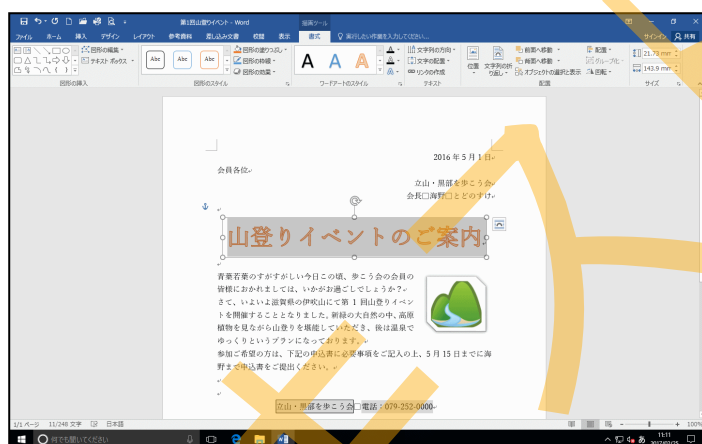 第1回山登りイベント - Word
描画ツール
ファイル ホーム 挿入 デザイン レイアウト 参考資料 差し込み文書 校閲 表示 書式 実行したい作業を入力してください... サインイン 共有
図形の編集
テキスト ボックス
Abc Abc Abc
図形の塗りつぶし
図形の枠線
図形の効果
A A A
文字列の方向
文字の配置
リンクの作成
位置 文字列の折り返し
前面へ移動
背面へ移動
オブジェクトの選択と表示
配置
グループ化
回転
21.73 mm
143.9 mm
図形の挿入 図形のスタイル ワードアートのスタイル テキスト 配置 サイズ
2016 年 5 月 1 日
会員各位
立山・黒部を歩こう会
会長□海野□とどのすけ
山登りイベントのご案内
青葉若葉のすがすがしい今日この頃、歩こう会の会員の
皆様におかれましては、いかがお過ごしでしょうか?
さて、いよいよ滋賀県の伊吹山にて第 1 回山登りイベン
トを開催することとなりました。新緑の大自然の中、高原
植物を見ながら山登りを堪能していただき、後は温泉で
ゆっくりというプランになっております。
参加ご希望の方は、下記の申込書に必要事項をご記入の上、5 月 15 日までに海
野まで申込書をご提出ください。
立山・黒部を歩こう会□電話:079-252-0000
1/1 ページ 11/248 文字 日本語
100%
何でも聞いてください
あ 11:11
2017/02/25